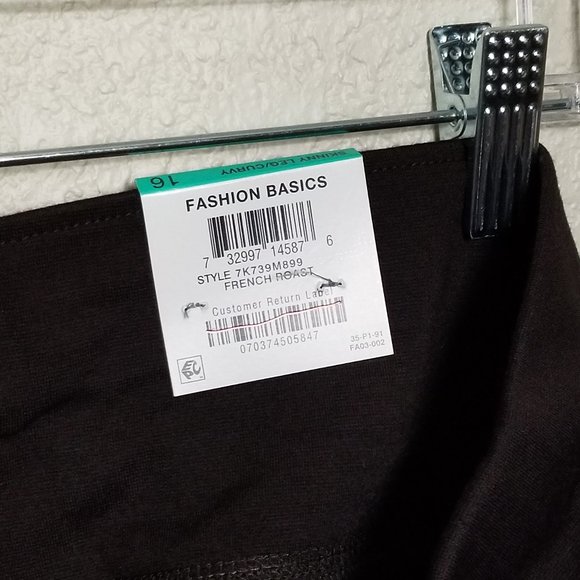 16 SKINNY LEG/CURVY
FASHION BASICS
7 32997 14587 6
STYLE 7K739M899
FRENCH ROAST
Customer Return Label
070374505847
35-P1-91
FA03-002